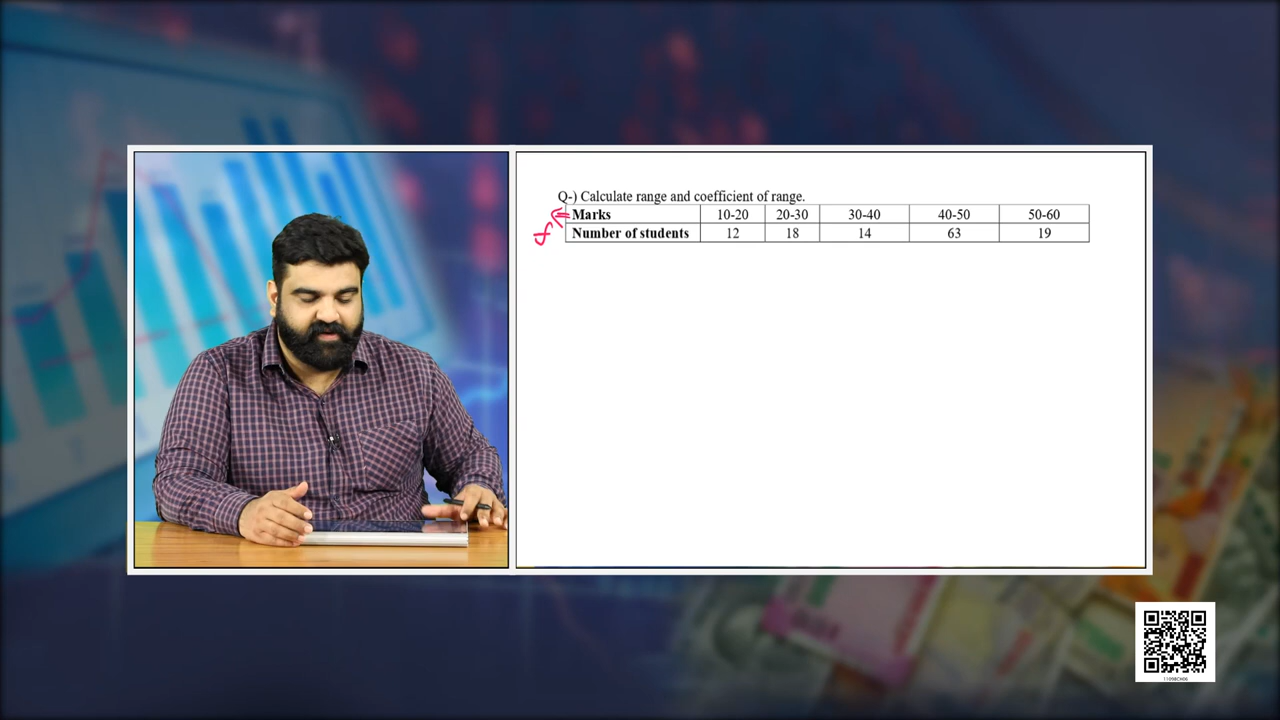 Q-) Calculate range and coefficient of range.
Marks 10-20 20-30 30-40 40-50 50-60
Number of students 12 18 14 63 19